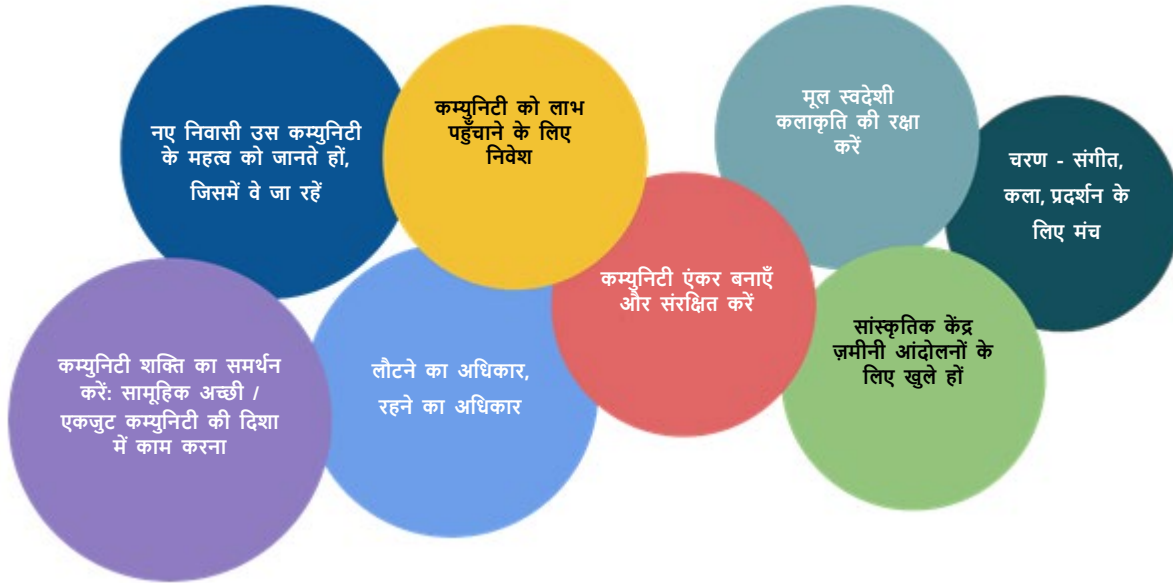 नए निवासी उस कम्युनिटी
के महत्व को जानते हों,
जिसमें वे जा रहें
कम्युनिटी को लाभ
पहुँचाने के लिए
निवेश
मूल स्वदेशी
कलाकृति की रक्षा
करें
चरण - संगीत,
कला, प्रदर्शन के
लिए मंच
कम्युनिटी शक्ति का समर्थन
करें: सामूहिक अच्छी /
एकजुट कम्युनिटी की दिशा
में काम करना
लौटने का अधिकार,
रहने का अधिकार
कम्युनिटी एंकर बनाएँ
और संरक्षित करें
सांस्कृतिक केंद्र
ज़मीनी आंदोलनों के
लिए खुले हों